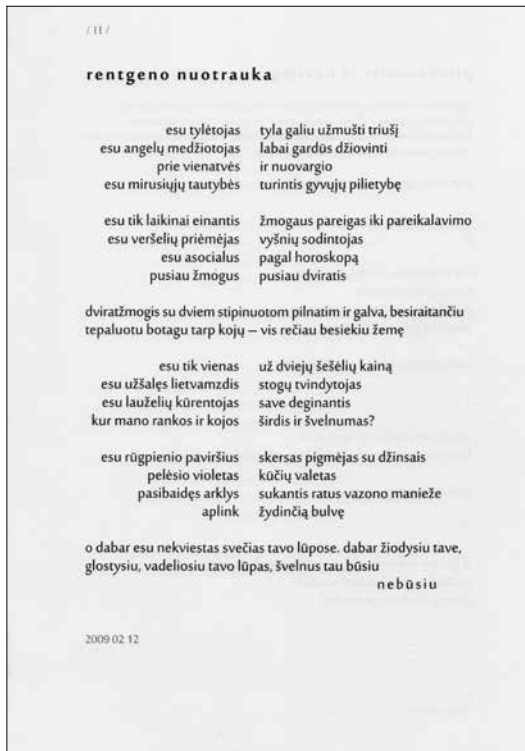 / II /
rentgeno nuotrauka
esu tylėtojas tyla galiu užmušti triušį
esu angelų medžiotojas labai gardūs džiovinti
prie vienatvės ir nuovargio
esu mirusiųjų tautybės turintis gyvųjų pilietybę
esu tik laikinai einantis žmogaus pareigas iki pareikalavimo
esu veršelių priėmėjas vyšnių sodintojas
esu asocialus pagal horoskopą
pusiau žmogus pusiau dviratis
dviratžmogis su dviem stipinuotom pilnatim ir galva, besiraitančiu
tepaluotu botagu tarp kojų – vis rečiau besiekiu žemę
esu tik vienas už dviejų šešėlių kainą
esu užšalęs lietvamzdis stogų tvindytojas
esu lauželių kūrentojas save deginantis
kur mano rankos ir kojos širdis ir švelnumas?
esu rūgpienio paviršius skersas pigmėjas su džinsais
pelėsio violetas kūčių valetas
pasibaidęs arklys sukantis ratus vazono manieže
aplink žydinčią bulvę
o dabar esu nekviestas svečias tavo lūpose. dabar žiodysiu tave,
glostysiu, vadeliosiu tavo lūpas, švelnus tau būsiu
nebūsiu
2009 02 12